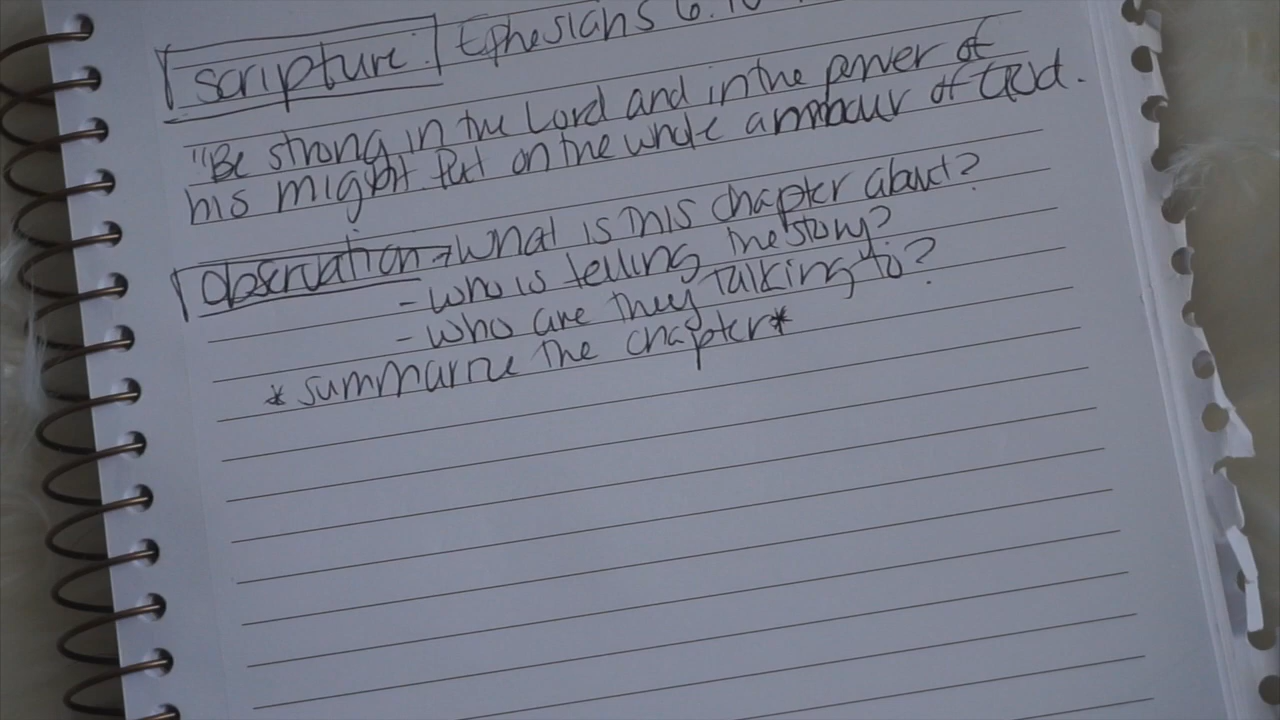 scripture: Ephesians 6:10
"Be strong in the Lord and in the power of
his might. Put on the whole armour of God.
Observation → What is this chapter about?
- who is telling the story?
- who are they talking to?
* summarize the chapter *